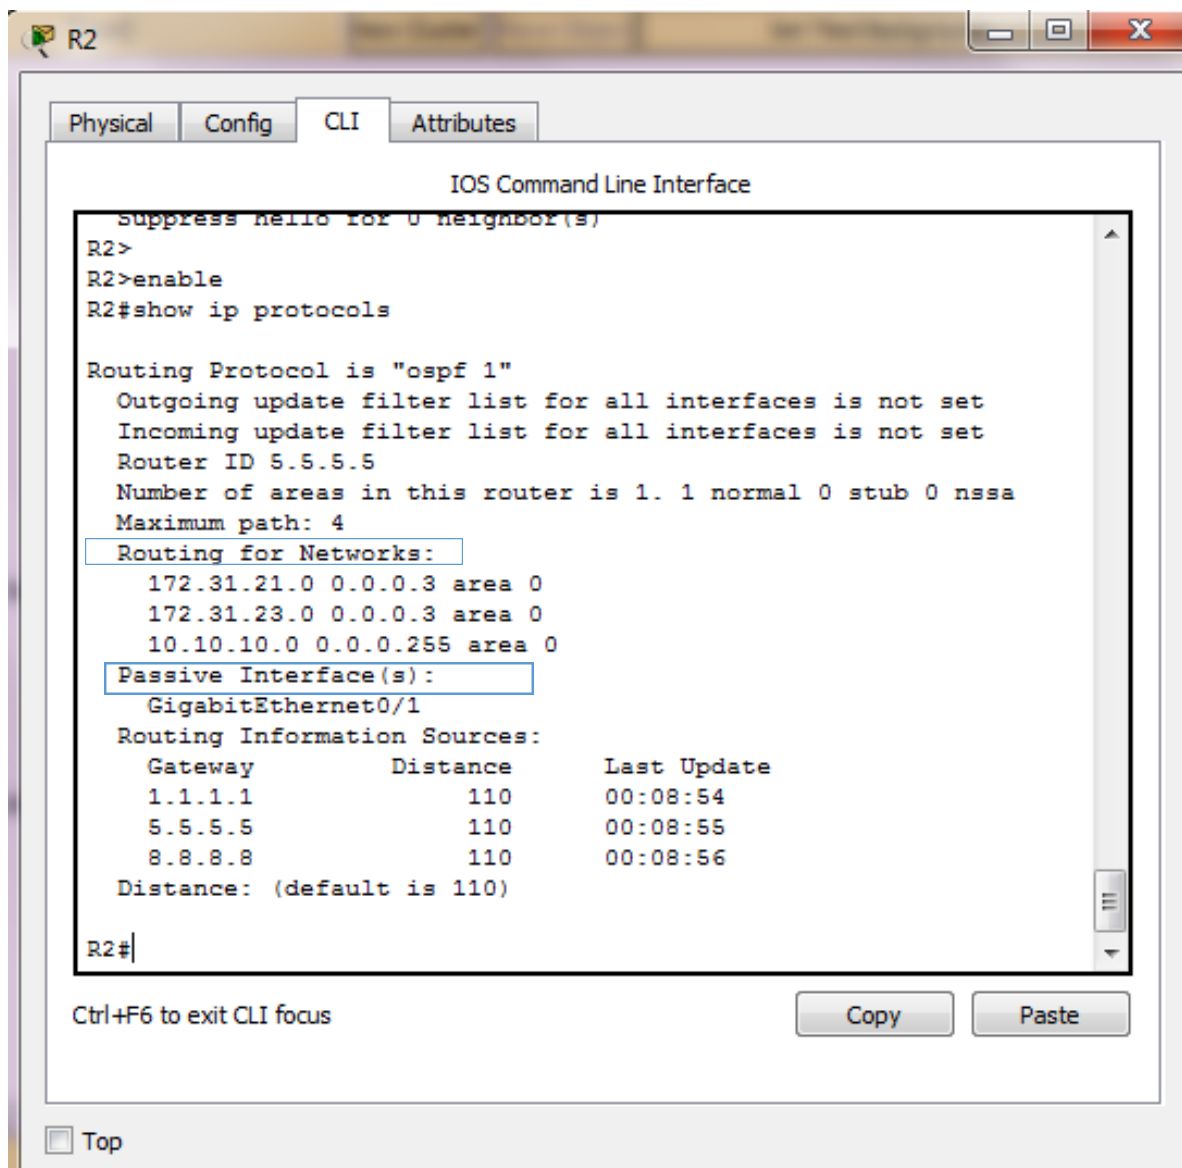 R2
Physical Config CLI Attributes
IOS Command Line Interface
Suppress hello for 0 neighbor(s)
R2>
R2>enable
R2#show ip protocols
Routing Protocol is "ospf 1"
Outgoing update filter list for all interfaces is not set
Incoming update filter list for all interfaces is not set
Router ID 5.5.5.5
Number of areas in this router is 1. 1 normal 0 stub 0 nssa
Maximum path: 4
Routing for Networks:
172.31.21.0 0.0.0.3 area 0
172.31.23.0 0.0.0.3 area 0
10.10.10.0 0.0.0.255 area 0
Passive Interface(s):
GigabitEthernet0/1
Routing Information Sources:
Gateway Distance Last Update
1.1.1.1 110 00:08:54
5.5.5.5 110 00:08:55
8.8.8.8 110 00:08:56
Distance: (default is 110)
R2#
Ctrl+F6 to exit CLI focus Copy Paste
Top